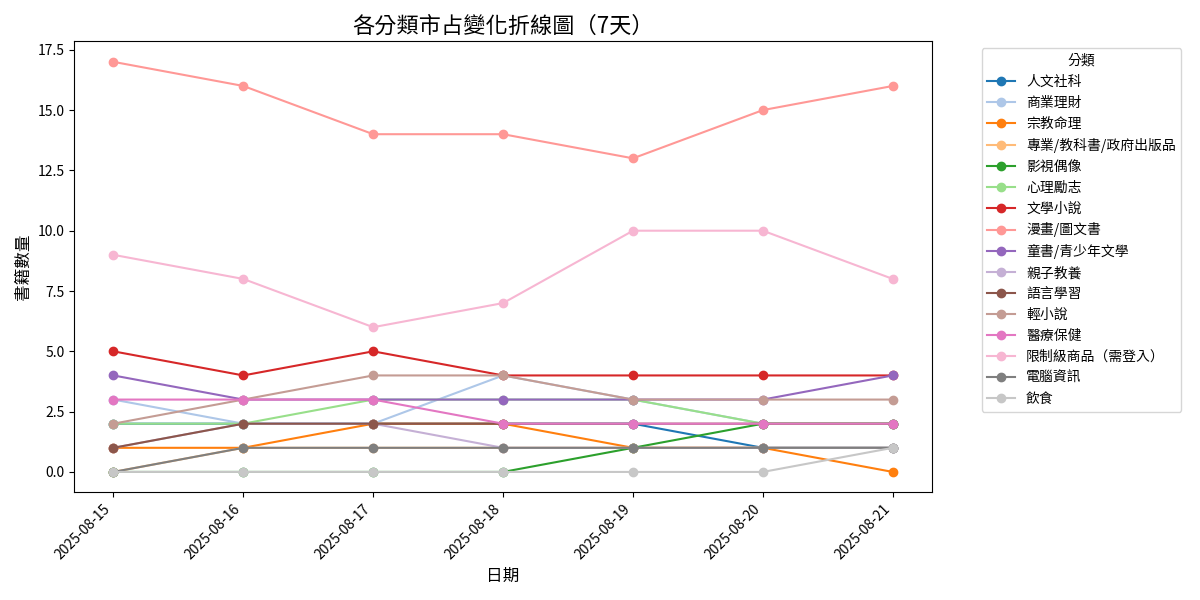 各分類市占變化折線圖（7天）
書籍數量
17.5
15.0
12.5
10.0
7.5
5.0
2.5
0.0
2025-08-15
2025-08-16
2025-08-17
2025-08-18
2025-08-19
2025-08-20
2025-08-21
日期
分類
人文社科
商業理財
宗教命理
專業/教科書/政府出版品
影視偶像
心理勵志
文學小說
漫畫/圖文書
童書/青少年文學
親子教養
語言學習
輕小說
醫療保健
限制級商品（需登入）
電腦資訊
飲食